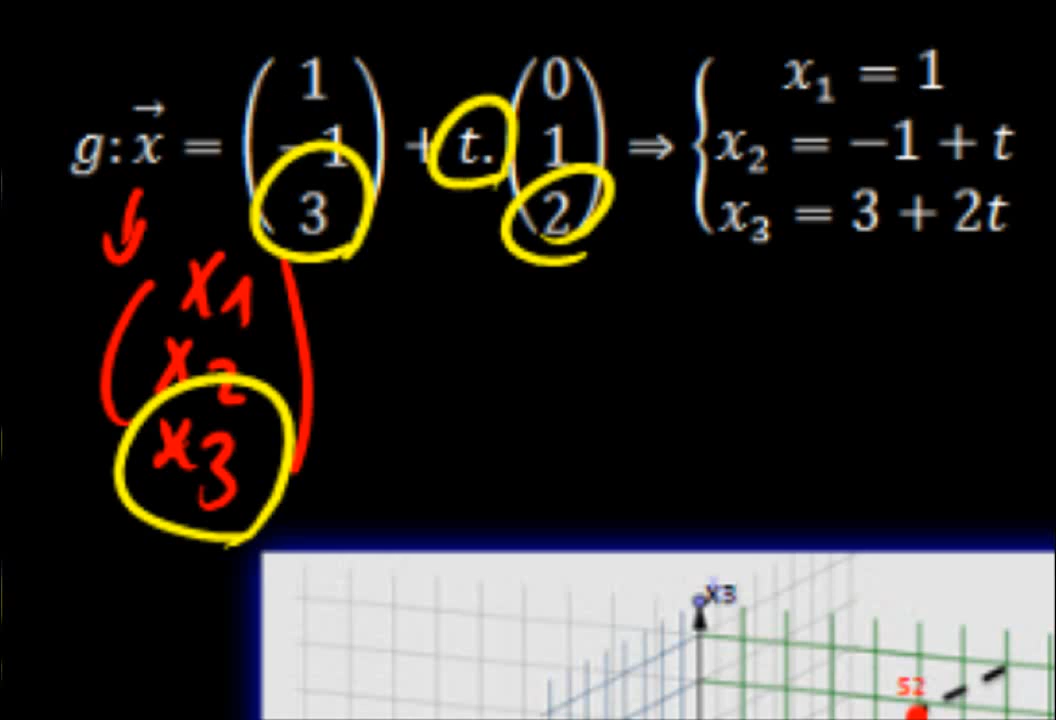 g: x⃗ = (1 −1 3) + t. (0 1 2) ⇒ { x₁ = 1
x₂ = −1 + t
x₃ = 3 + 2t
x1
x2
x3
x3
S2